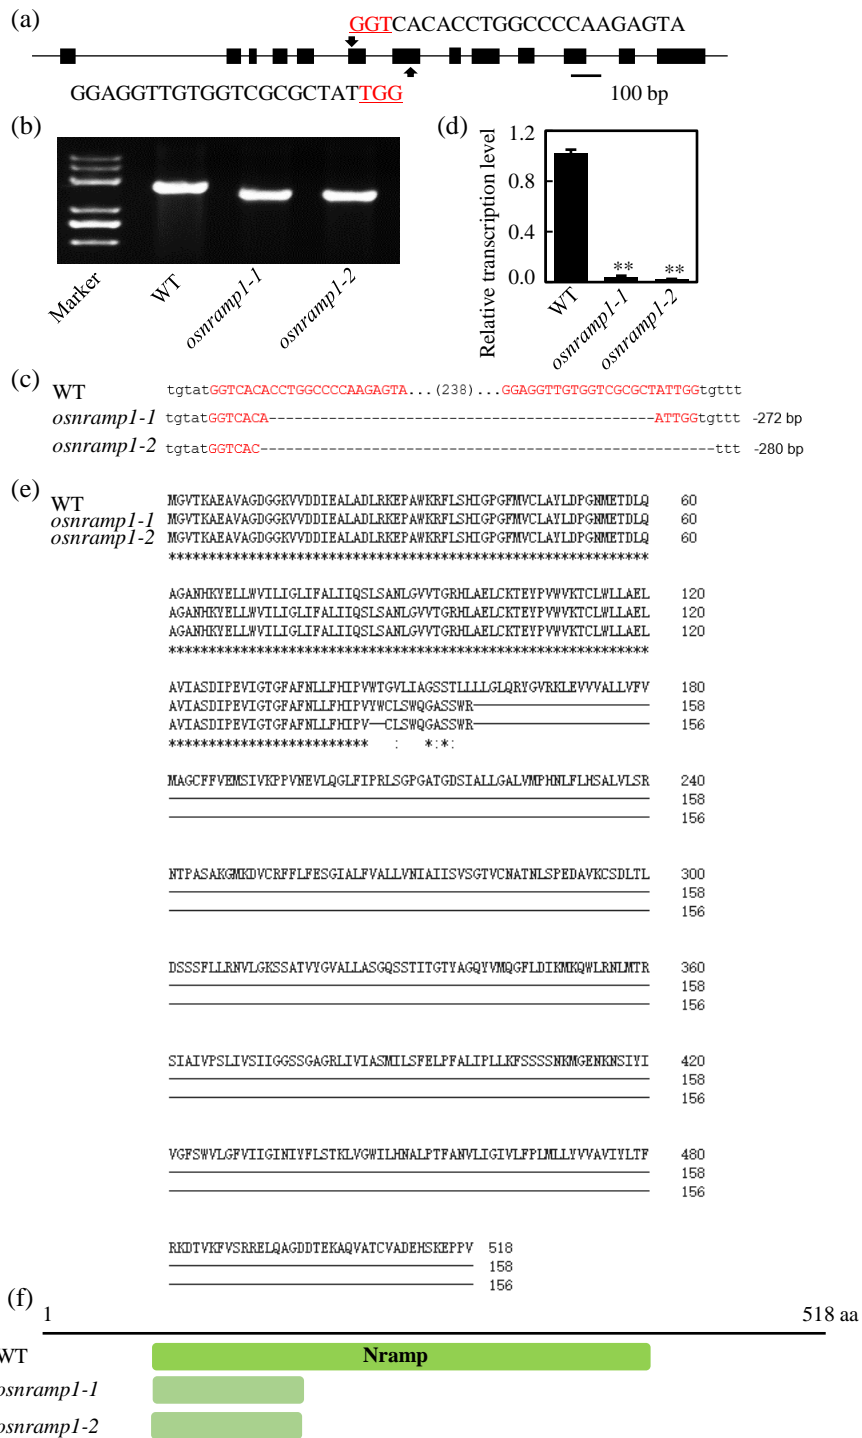 (a)
GGTCACACCTGGCCCCAAGAGTA
GGAGGTTGTGGTCGCGCTATTGG
100 bp
(b)
Marker
WT
osnramp1-1
osnramp1-2
(d)
Relative transcription level
1.2
0.8
0.4
0.0
**
**
WT
osnramp1-1
osnramp1-2
(c)
WT tgtatGGTCACACCTGGCCCCAAGAGTA...(238)...GGAGGTTGTGGTCGCGCTATTGGtgttt
osnramp1-1 tgtatGGTCACA---------------------------------------------ATTGGtgttt -272 bp
osnramp1-2 tgtatGGTCAC-----------------------------------------------------ttt -280 bp
(e)
WT MGVTKAEAVAGDGGKVVDDIEALADLRKEPAWKRFLSHIGPGFMVCLAYLDPGNMETDLQ 60
osnramp1-1 MGVTKAEAVAGDGGKVVDDIEALADLRKEPAWKRFLSHIGPGFMVCLAYLDPGNMETDLQ 60
osnramp1-2 MGVTKAEAVAGDGGKVVDDIEALADLRKEPAWKRFLSHIGPGFMVCLAYLDPGNMETDLQ 60
************************************************************
AGANHKYELLWVILIGLIFALIIQSLSANLGVVTGRHLAELCKTEYPVWVKTCLWLLAEL 120
AGANHKYELLWVILIGLIFALIIQSLSANLGVVTGRHLAELCKTEYPVWVKTCLWLLAEL 120
AGANHKYELLWVILIGLIFALIIQSLSANLGVVTGRHLAELCKTEYPVWVKTCLWLLAEL 120
************************************************************
AVIASDIPEVIGTGFAFNLLFHIPVWTGVLIAGSSTLLLLGLQRYGVRKLEVVVALLVFV 180
AVIASDIPEVIGTGFAFNLLFHIPVYWCLSWQGASSWR---------------------- 158
AVIASDIPEVIGTGFAFNLLFHIPV--CLSWQGASSWR---------------------- 156
*************************   :   *:*:
MAGCFFVEMSIVKPPVNEVLQGLFIPRLSGPGATGDSIALLGALVMPHNLFLHSALVLSR 240
------------------------------------------------------------ 158
------------------------------------------------------------ 156
NTPASAKGMKDVCRFFLFESGIALFVALLVNIAIISVSGTVCNATNLSPEDAVKCSDLTL 300
------------------------------------------------------------ 158
------------------------------------------------------------ 156
DSSSFLLRNVLGKSSATVYGVALLASGQSSTITGTYAGQYVMQGFLDIKMKQWLRNLMTR 360
------------------------------------------------------------ 158
------------------------------------------------------------ 156
SIAIVPSLIVSIIGGSSGAGRLIVIASMILSFELPFALIPLLKFSSSSNKMGENKNSIYI 420
------------------------------------------------------------ 158
------------------------------------------------------------ 156
VGFSWVLGFVIIGINIYFLSTKLVGWILHNALPTFANVLIGIVLFPLMLLYVVAVIYLTF 480
------------------------------------------------------------ 158
------------------------------------------------------------ 156
RKDTVKFVSRRELQAGDDTEKAQVATCVADEHSKEPPV 518
-------------------------------------- 158
-------------------------------------- 156
(f)
1 518 aa
WT Nramp
osnramp1-1
osnramp1-2